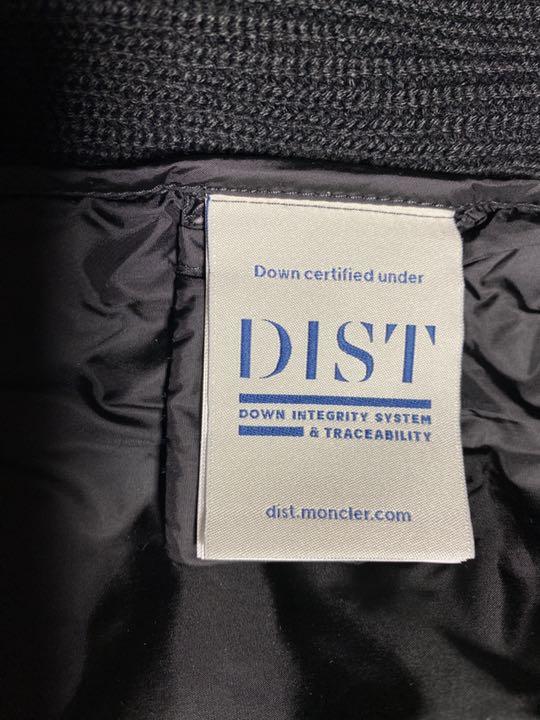 Down certified under
DIST
DOWN INTEGRITY SYSTEM
& TRACEABILITY
dist.moncler.com